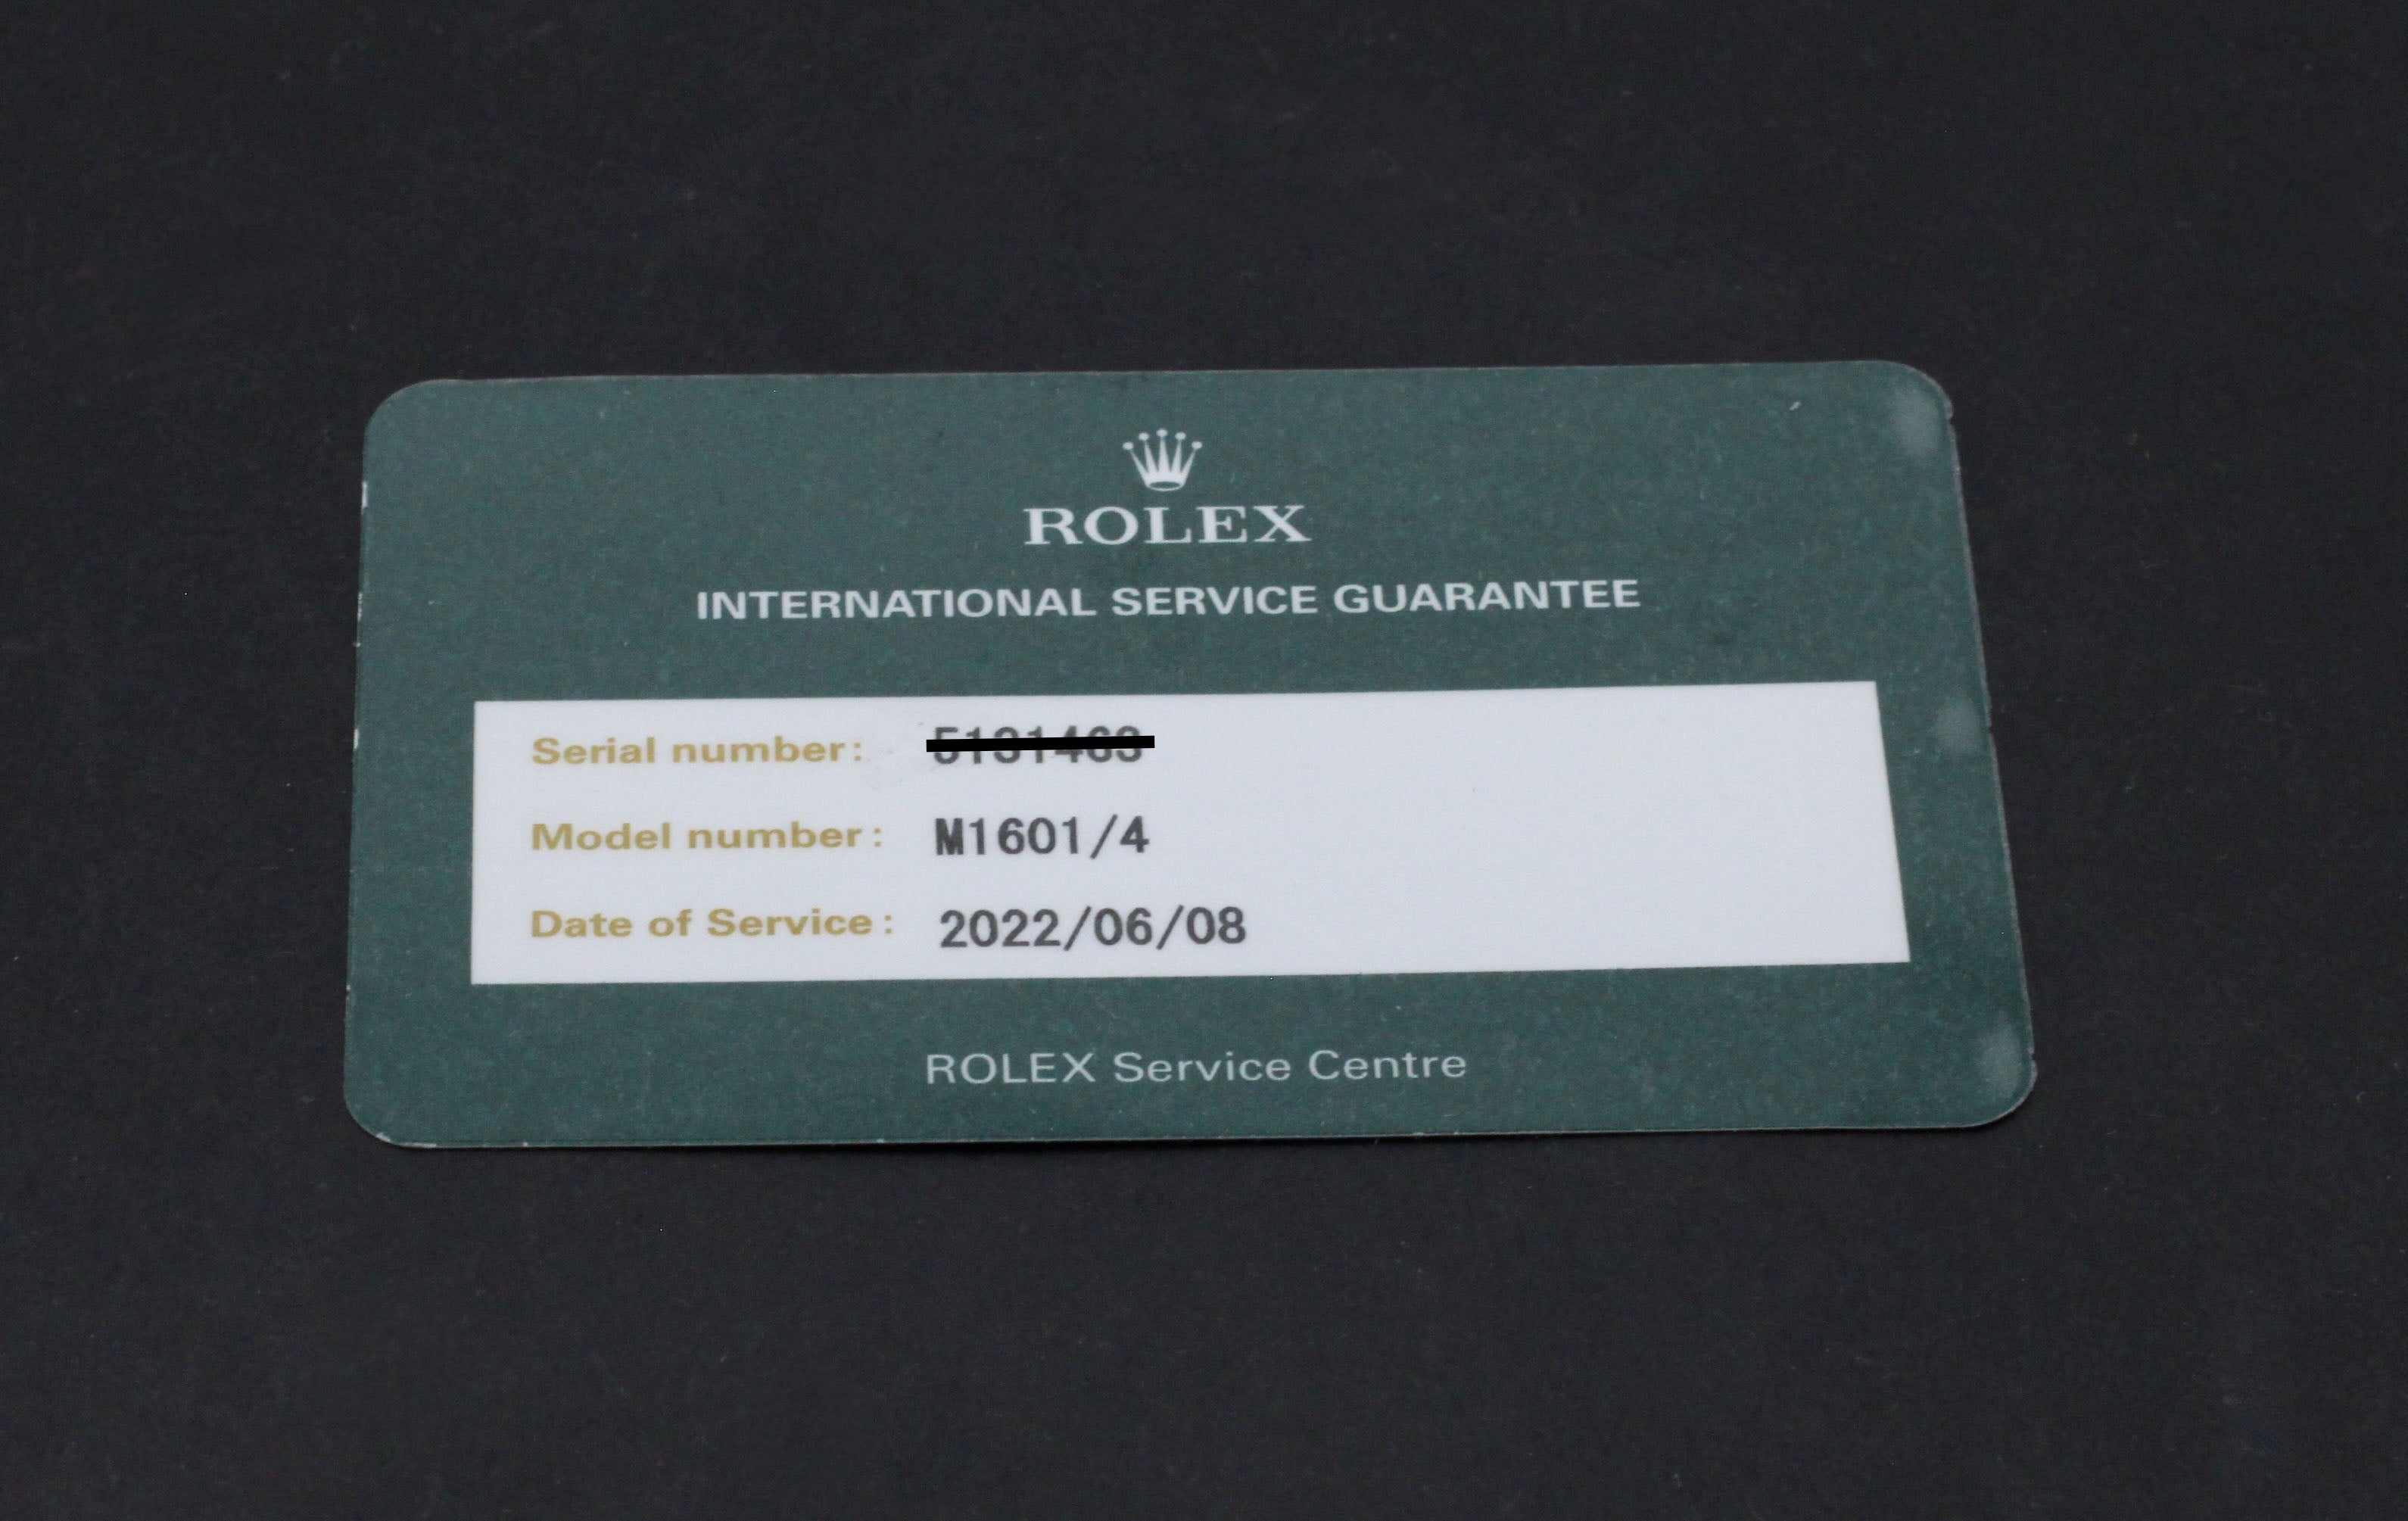 ROLEX
INTERNATIONAL SERVICE GUARANTEE
Serial number:
Model number: M1601/4
Date of Service: 2022/06/08
ROLEX Service Centre